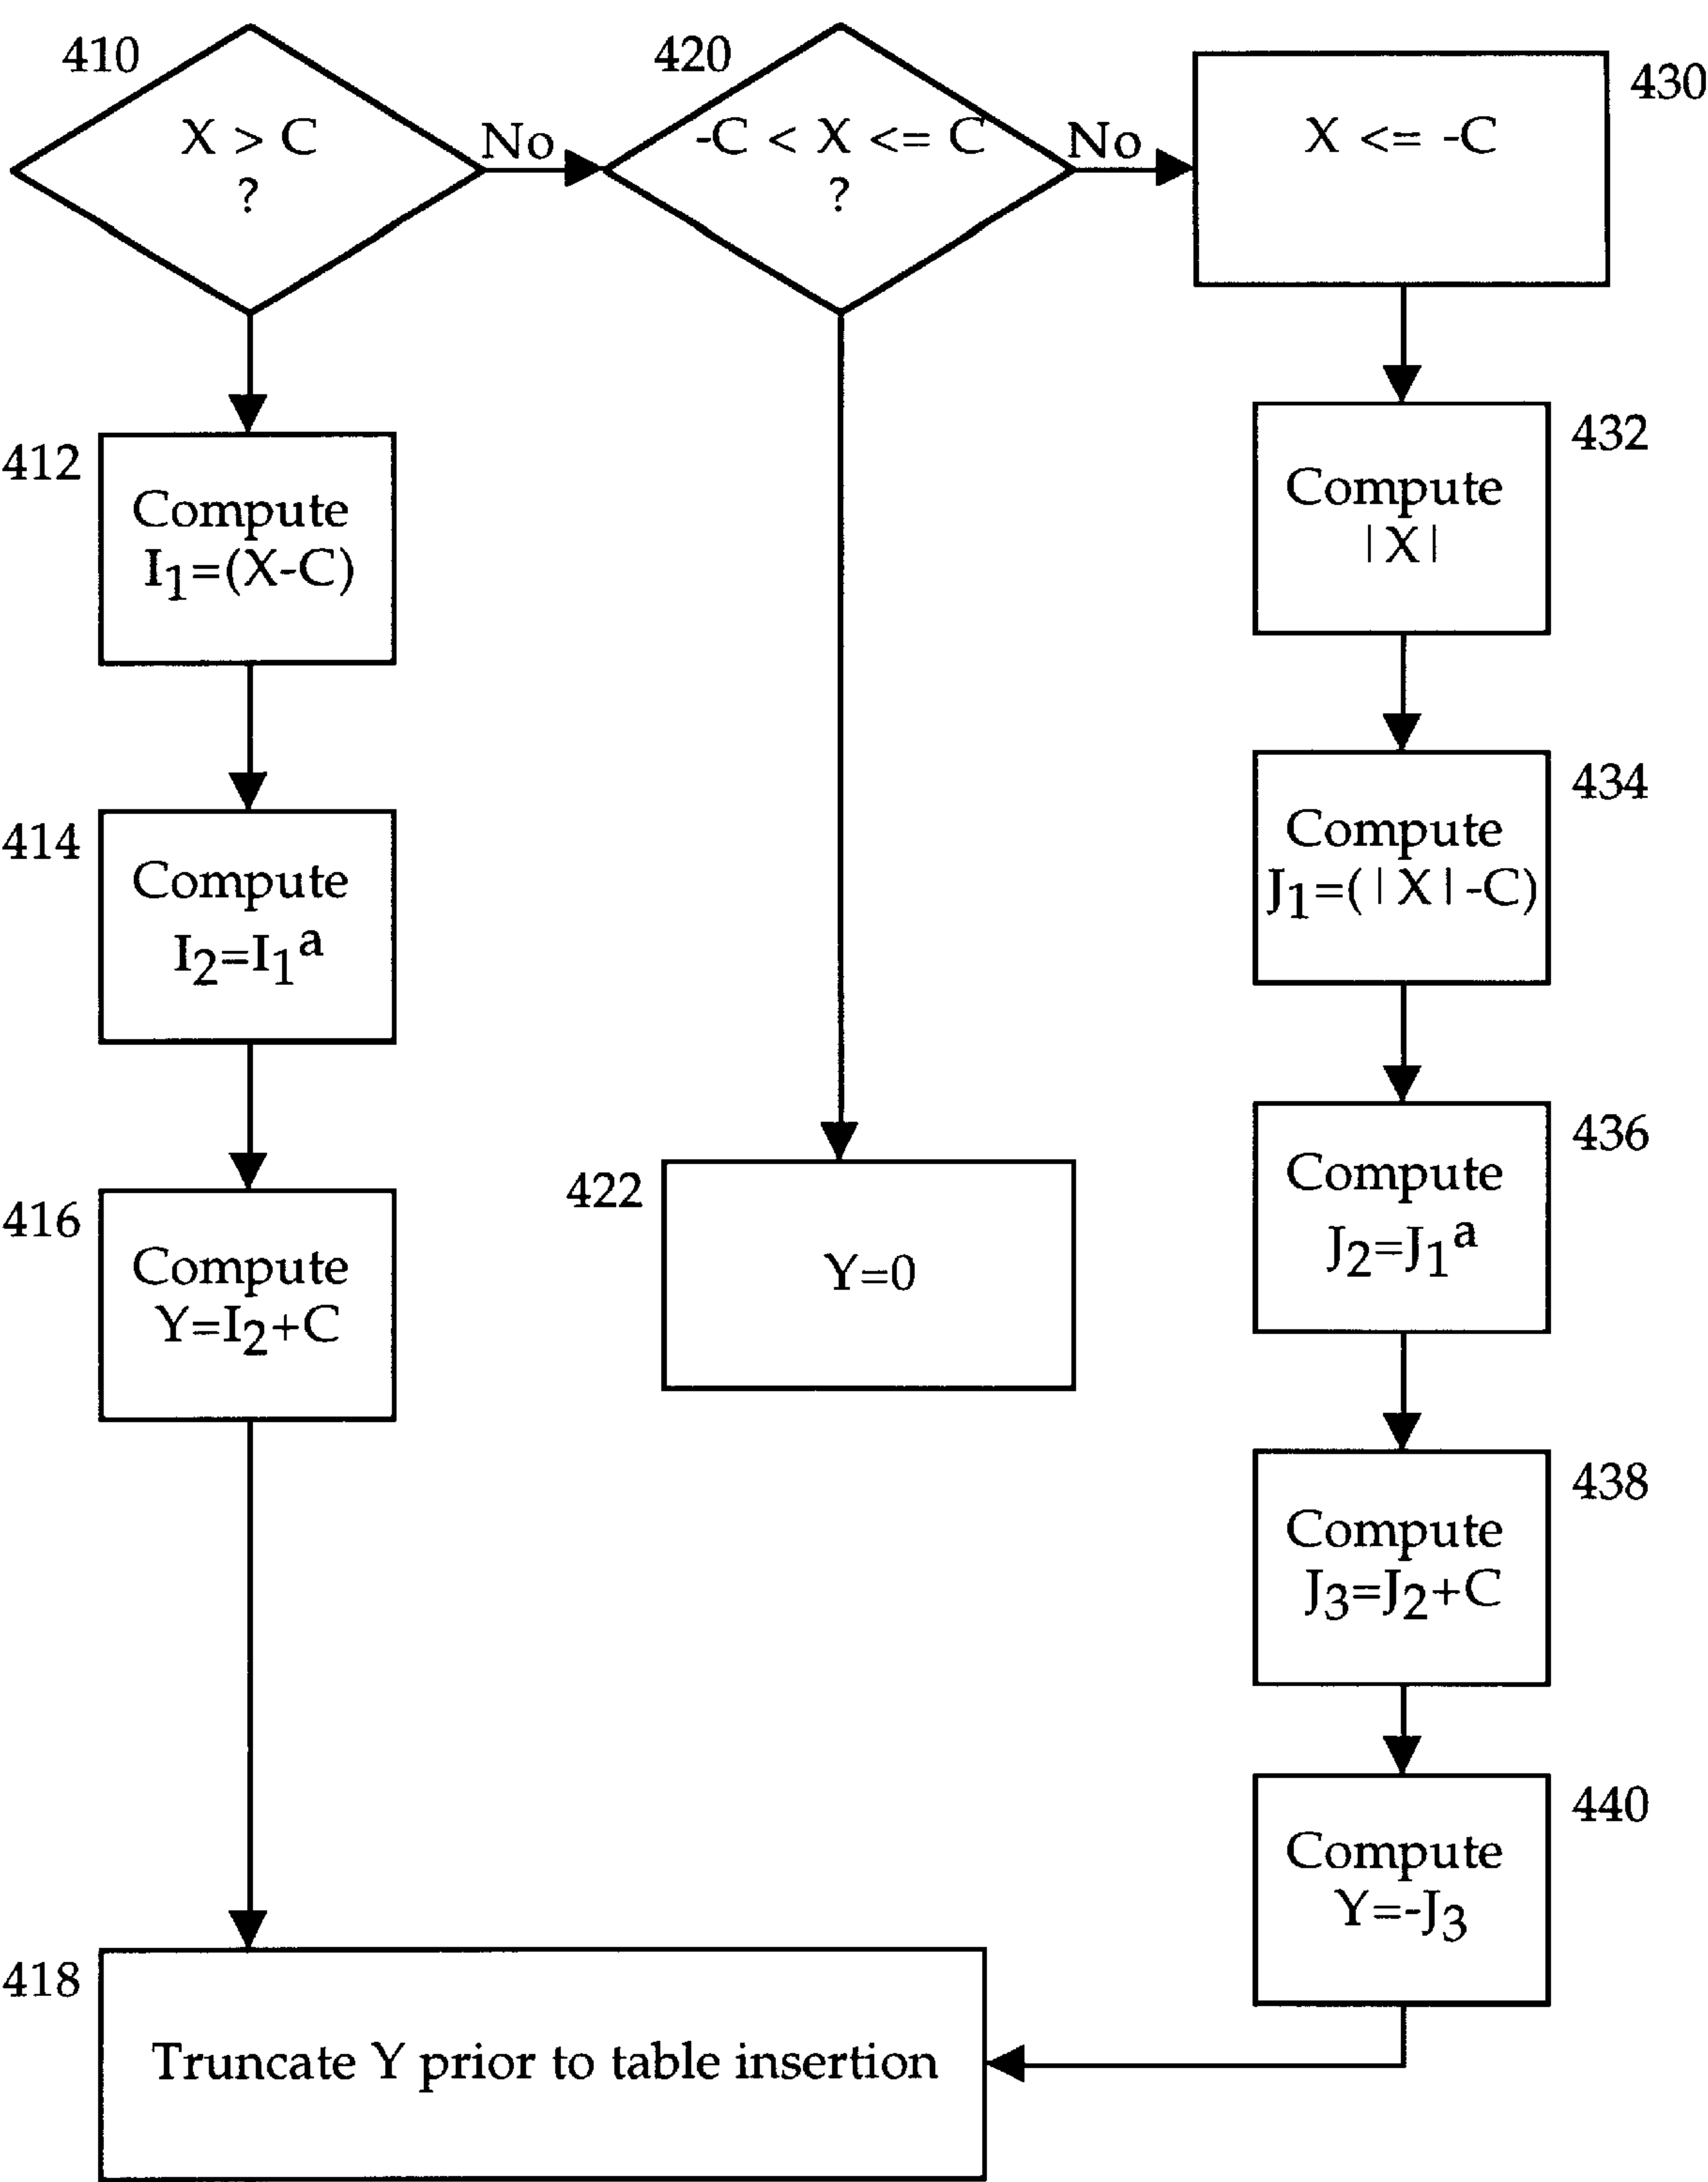 410
X > C
?
No
420
-C < X <= C
?
No
430
X <= -C
412
Compute
I1=(X-C)
414
Compute
I2=I1a
416
Compute
Y=I2+C
422
Y=0
432
Compute
|X|
434
Compute
J1=(|X|-C)
436
Compute
J2=J1a
438
Compute
J3=J2+C
440
Compute
Y=-J3
418
Truncate Y prior to table insertion